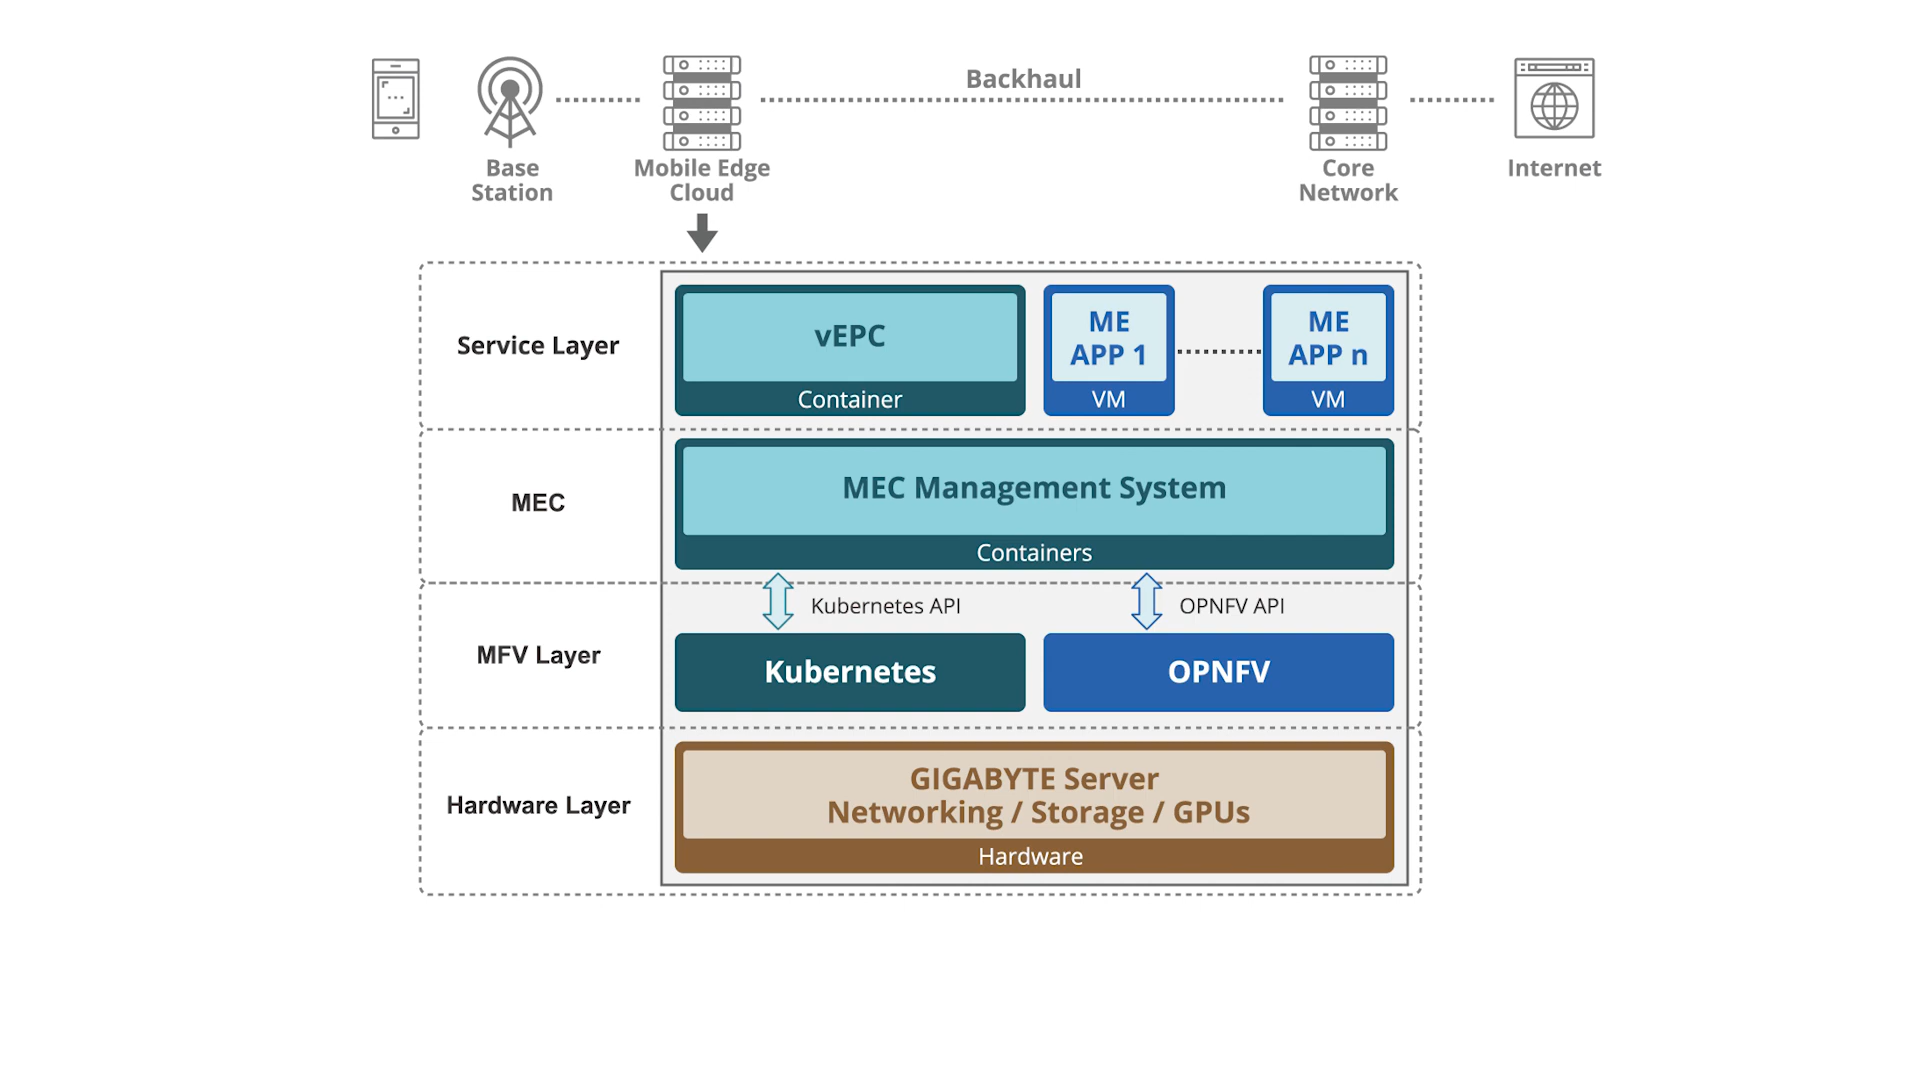 Backhaul
Base
Station
Mobile Edge
Cloud
Core
Network
Internet
Service Layer
vEPC
Container
ME
APP 1
VM
ME
APP n
VM
MEC
MEC Management System
Containers
Kubernetes API
OPNFV API
MFV Layer
Kubernetes
OPNFV
Hardware Layer
GIGABYTE Server
Networking / Storage / GPUs
Hardware